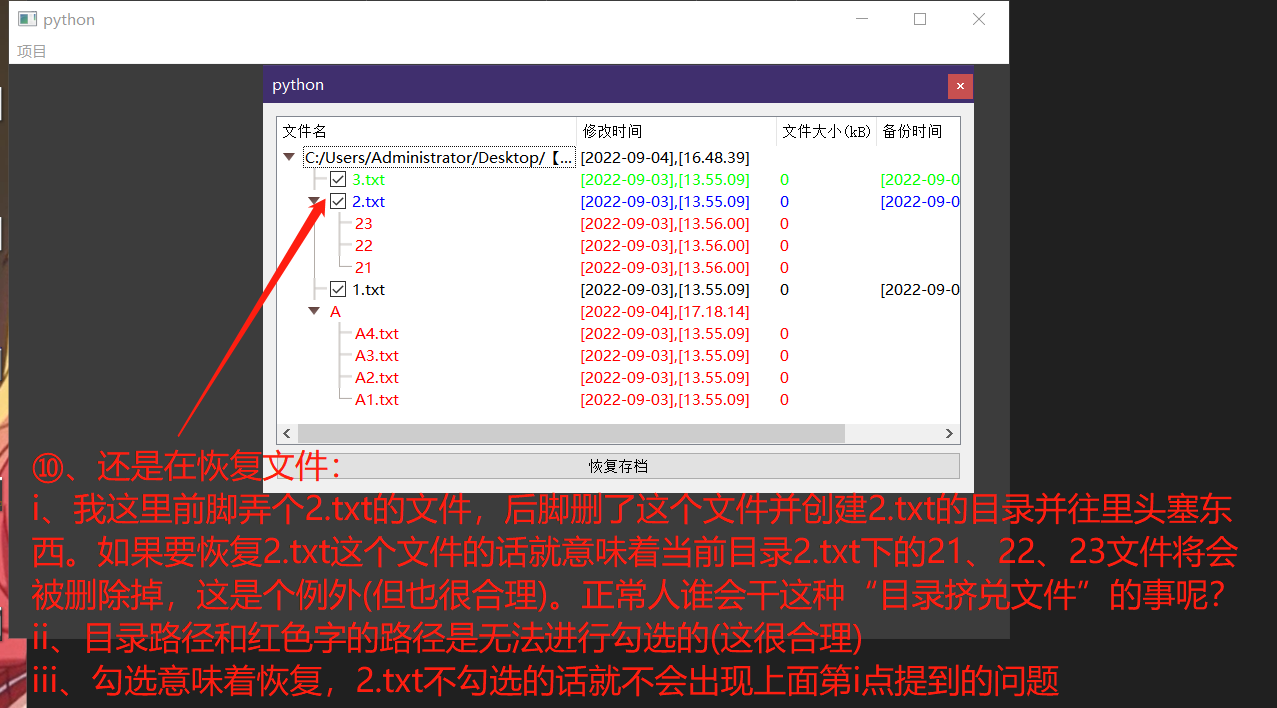 python
项目
python
文件名 修改时间 文件大小(kB) 备份时间
C:/Users/Administrator/Desktop/【... [2022-09-04],[16.48.39]
3.txt [2022-09-03],[13.55.09] 0 [2022-09-0
2.txt [2022-09-03],[13.55.09] 0 [2022-09-0
23 [2022-09-03],[13.56.00] 0
22 [2022-09-03],[13.56.00] 0
21 [2022-09-03],[13.56.00] 0
1.txt [2022-09-03],[13.55.09] 0 [2022-09-0
A [2022-09-04],[17.18.14]
A4.txt [2022-09-03],[13.55.09] 0
A3.txt [2022-09-03],[13.55.09] 0
A2.txt [2022-09-03],[13.55.09] 0
A1.txt [2022-09-03],[13.55.09] 0
恢复存档
⑩、还是在恢复文件：
i、我这里前脚弄个2.txt的文件，后脚删了这个文件并创建2.txt的目录并往里头塞东
西。如果要恢复2.txt这个文件的话就意味着当前目录2.txt下的21、22、23文件将会
被删除掉，这是个例外(但也很合理)。正常人谁会干这种“目录挤兑文件”的事呢？
ii、目录路径和红色字的路径是无法进行勾选的(这很合理)
iii、勾选意味着恢复，2.txt不勾选的话就不会出现上面第i点提到的问题